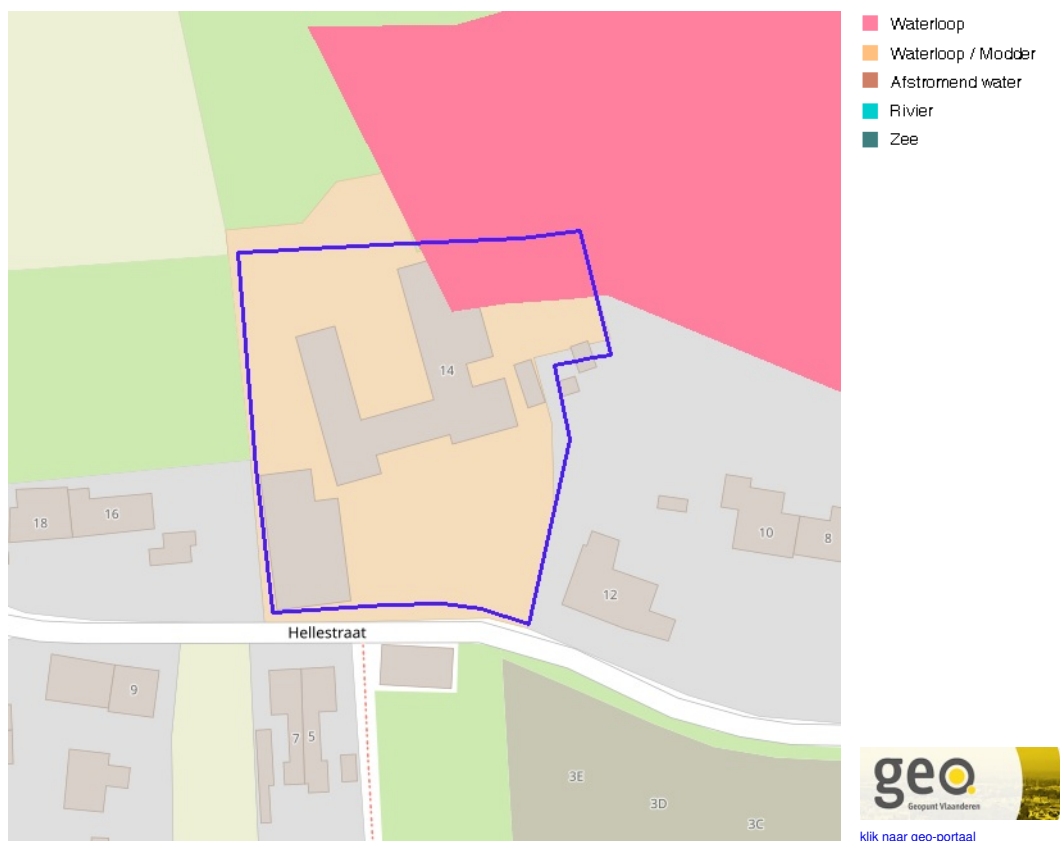 Waterloop
Waterloop / Modder
Afstromend water
Rivier
Zee
14
18
16
10
8
12
Hellestraat
9
7
5
3E
3D
3C
geo
Geopunt Vlaanderen
klik naar geo-portaal